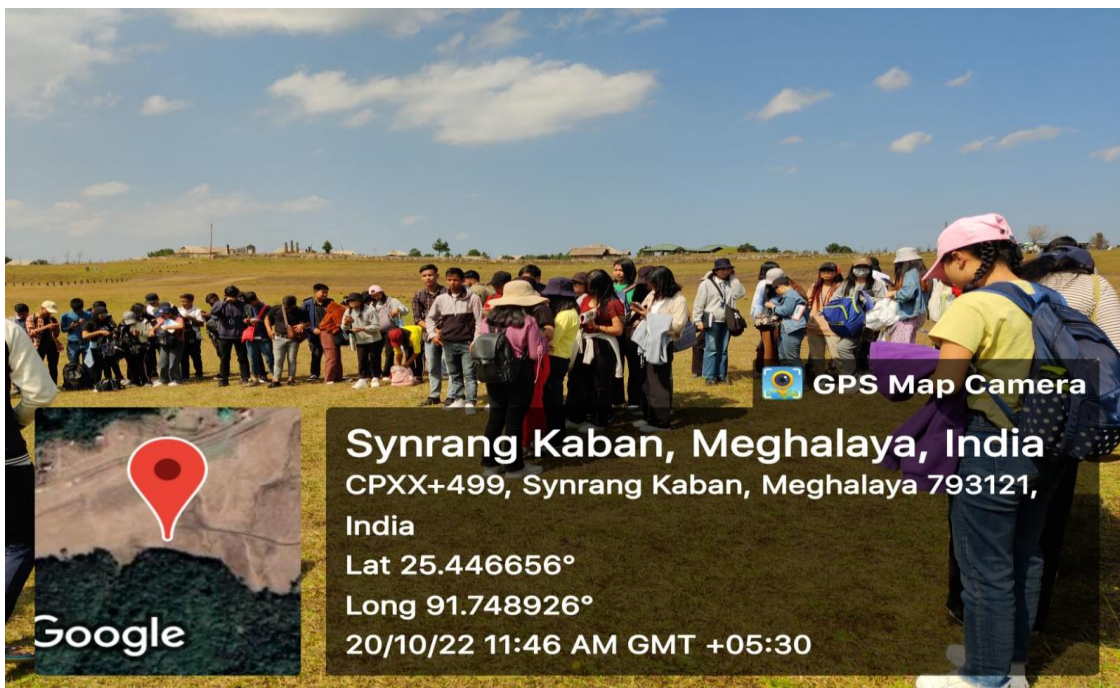 GPS Map Camera
Synrang Kaban, Meghalaya, India
CPXX+499, Synrang Kaban, Meghalaya 793121,
India
Lat 25.446656°
Long 91.748926°
20/10/22 11:46 AM GMT +05:30
Google